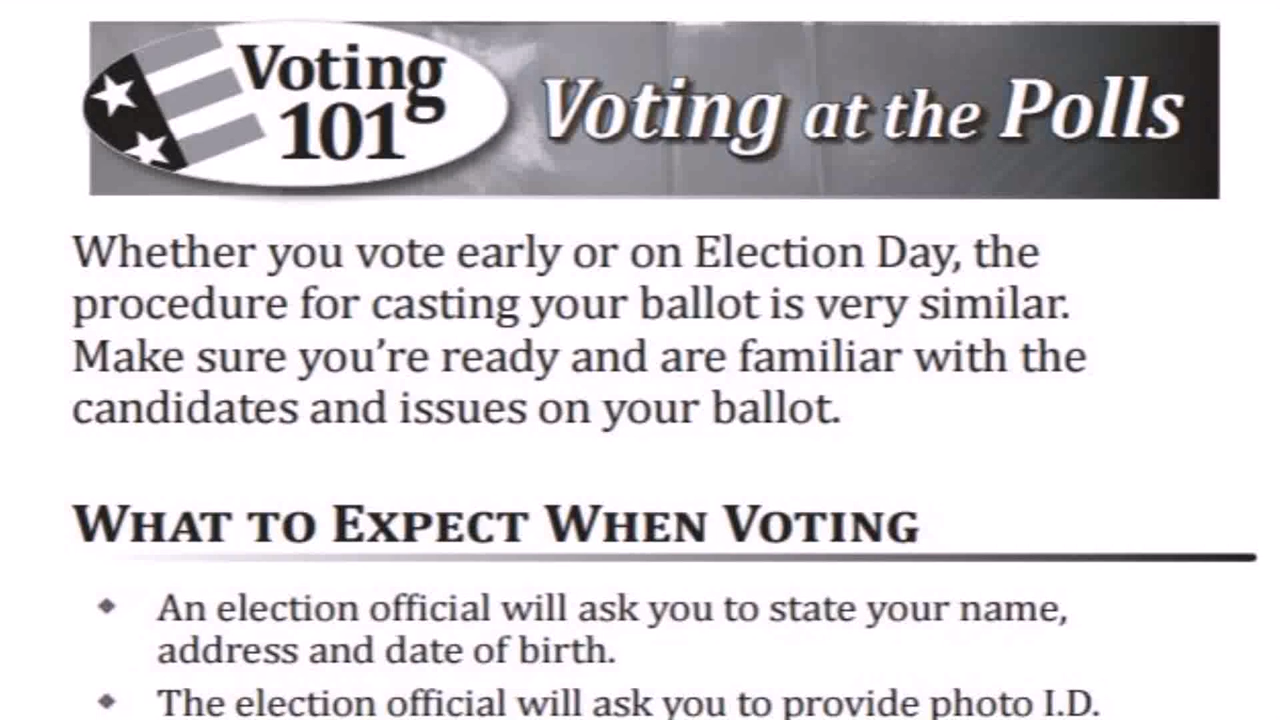 Voting
101
Voting at the Polls
Whether you vote early or on Election Day, the
procedure for casting your ballot is very similar.
Make sure you're ready and are familiar with the
candidates and issues on your ballot.
WHAT TO EXPECT WHEN VOTING
An election official will ask you to state your name,
address and date of birth.
The election official will ask you to provide photo I.D.